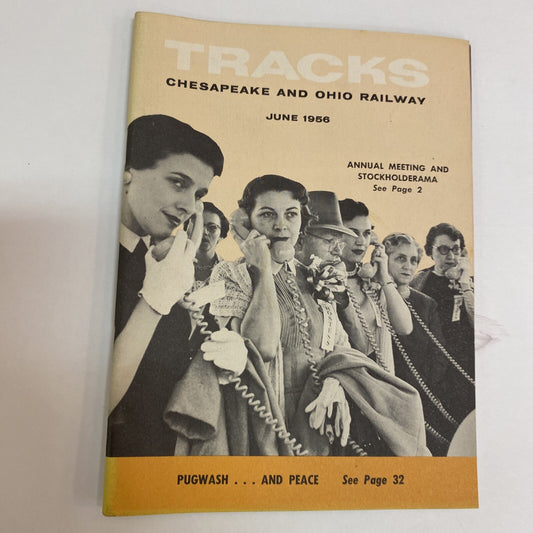 TRACKS
CHESAPEAKE AND OHIO RAILWAY
JUNE 1956
ANNUAL MEETING AND
STOCKHOLDERAMA
See Page 2
PUGWASH . . . AND PEACE See Page 32